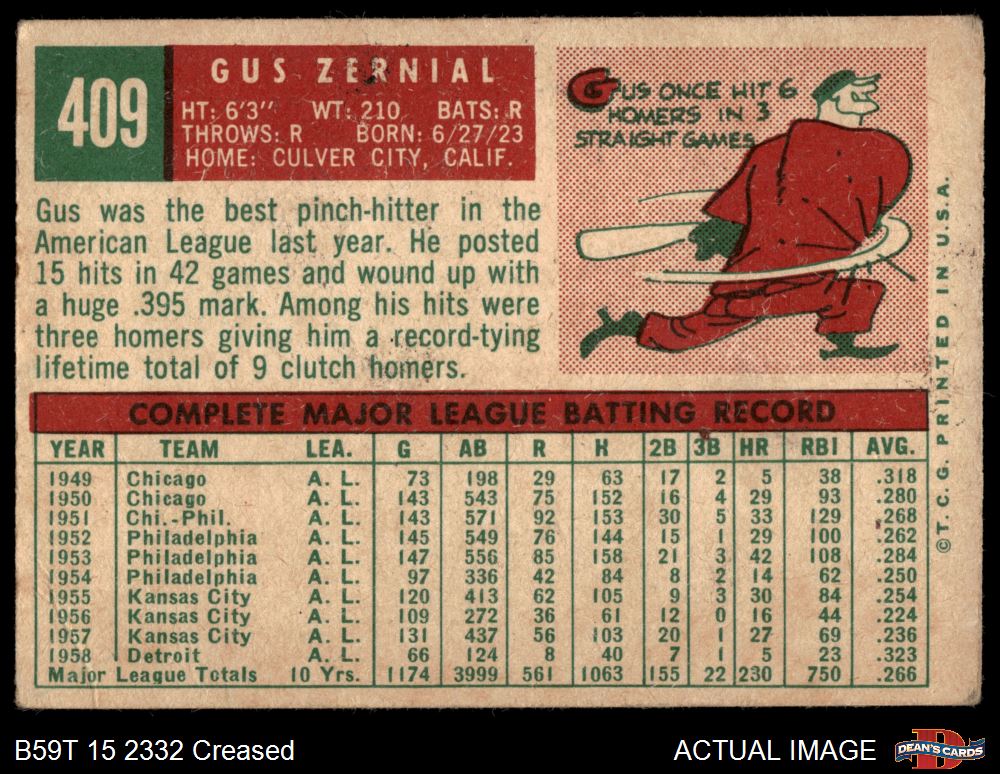 409
GUS ZERNIAL
HT: 6'3" WT: 210 BATS: R
THROWS: R BORN: 6/27/23
HOME: CULVER CITY, CALIF.
GUS ONCE HIT 6
HOMERS IN 3
STRAIGHT GAMES
Gus was the best pinch-hitter in the
American League last year. He posted
15 hits in 42 games and wound up with
a huge .395 mark. Among his hits were
three homers giving him a record-tying
lifetime total of 9 clutch homers.
COMPLETE MAJOR LEAGUE BATTING RECORD
YEAR TEAM LEA. G AB R H 2B 3B HR RBI AVG.
1949 Chicago A. L. 73 198 29 63 17 2 5 38 .318
1950 Chicago A. L. 143 543 75 152 16 4 29 93 .280
1951 Chi.-Phil. A. L. 143 571 92 153 30 5 33 129 .268
1952 Philadelphia A. L. 145 549 76 144 15 1 29 100 .262
1953 Philadelphia A. L. 147 556 85 158 21 3 42 108 .284
1954 Philadelphia A. L. 97 336 42 84 8 2 14 62 .250
1955 Kansas City A. L. 120 413 62 105 9 3 30 84 .254
1956 Kansas City A. L. 109 272 36 61 12 0 16 44 .224
1957 Kansas City A. L. 131 437 56 103 20 1 27 69 .236
1958 Detroit A. L. 66 124 8 40 7 1 5 23 .323
Major League Totals 10 Yrs. 1174 3999 561 1063 155 22 230 750 .266
©T. C. G. PRINTED IN U.S.A.
B59T 15 2332 Creased
ACTUAL IMAGE
D
DEAN'S CARDS